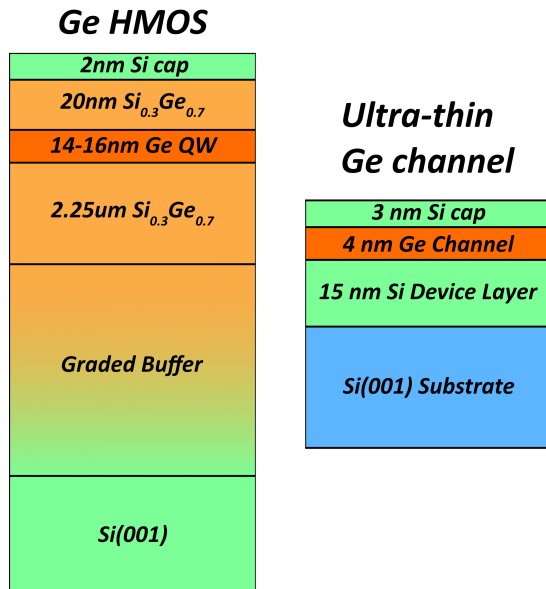 Ge HMOS
2nm Si cap
20nm Si0.3Ge0.7
14-16nm Ge QW
2.25um Si0.3Ge0.7
Graded Buffer
Si(001)
Ultra-thin
Ge channel
3 nm Si cap
4 nm Ge Channel
15 nm Si Device Layer
Si(001) Substrate